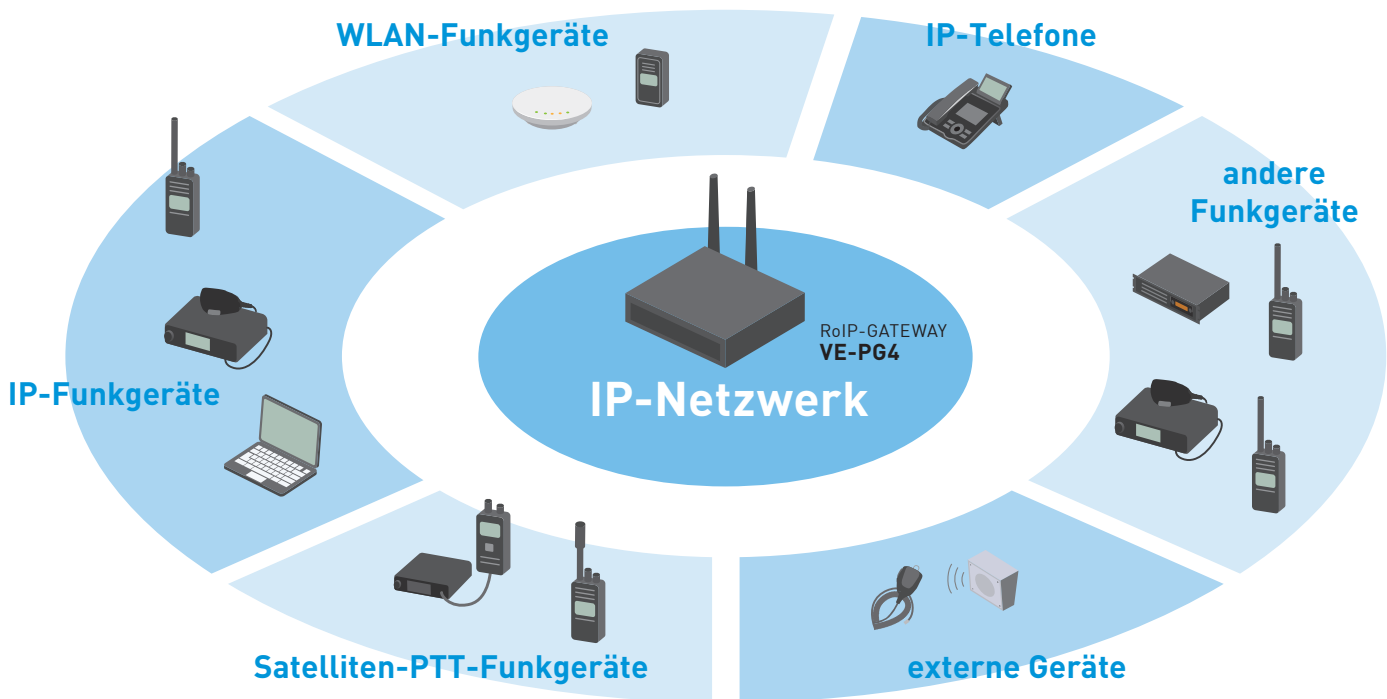 WLAN-Funkgeräte
IP-Telefone
andere
Funkgeräte
RoIP-GATEWAY
VE-PG4
IP-Netzwerk
IP-Funkgeräte
Satelliten-PTT-Funkgeräte
externe Geräte